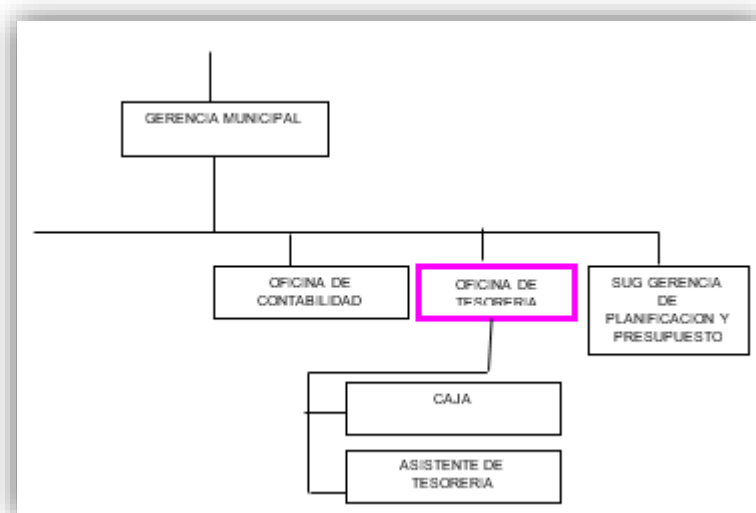 GERENCIA MUNICIPAL
OFICINA DE
CONTABILIDAD
OFICINA DE
TESORERIA
SUG GERENCIA
DE
PLANIFICACION Y
PRESUPUESTO
CAJA
ASISTENTE DE
TESORERIA